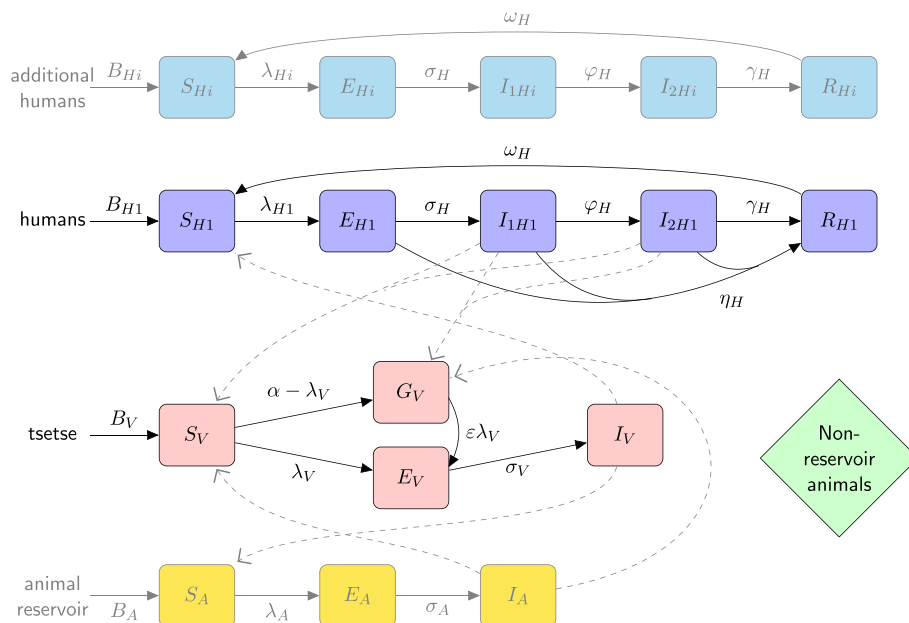 ω_H
additional
humans
B_{Hi}
S_{Hi}
λ_{Hi}
E_{Hi}
σ_H
I_{1Hi}
φ_H
I_{2Hi}
γ_H
R_{Hi}
ω_H
humans
B_{H1}
S_{H1}
λ_{H1}
E_{H1}
σ_H
I_{1H1}
φ_H
I_{2H1}
γ_H
R_{H1}
η_H
tsetse
B_V
S_V
α − λ_V
G_V
λ_V
E_V
ελ_V
σ_V
I_V
Non-
reservoir
animals
animal
reservoir
B_A
S_A
λ_A
E_A
σ_A
I_A